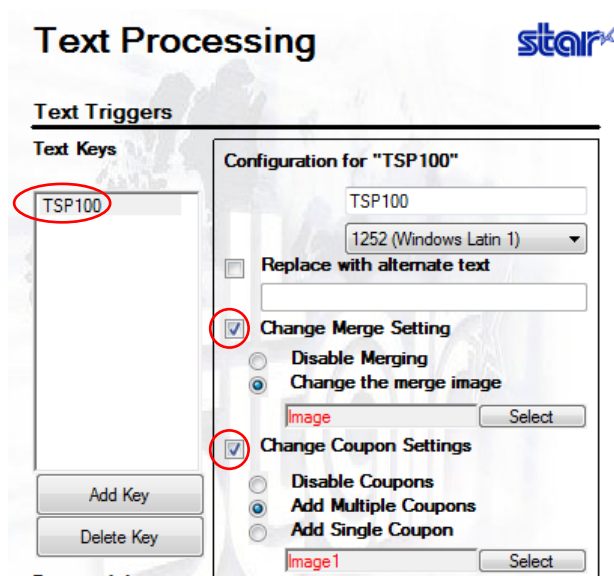 Text Processing
star
Text Triggers
Text Keys
TSP100
Add Key
Delete Key
Configuration for "TSP100"
TSP100
1252 (Windows Latin 1)
Replace with alternate text
Change Merge Setting
Disable Merging
Change the merge image
Image
Select
Change Coupon Settings
Disable Coupons
Add Multiple Coupons
Add Single Coupon
Image1
Select